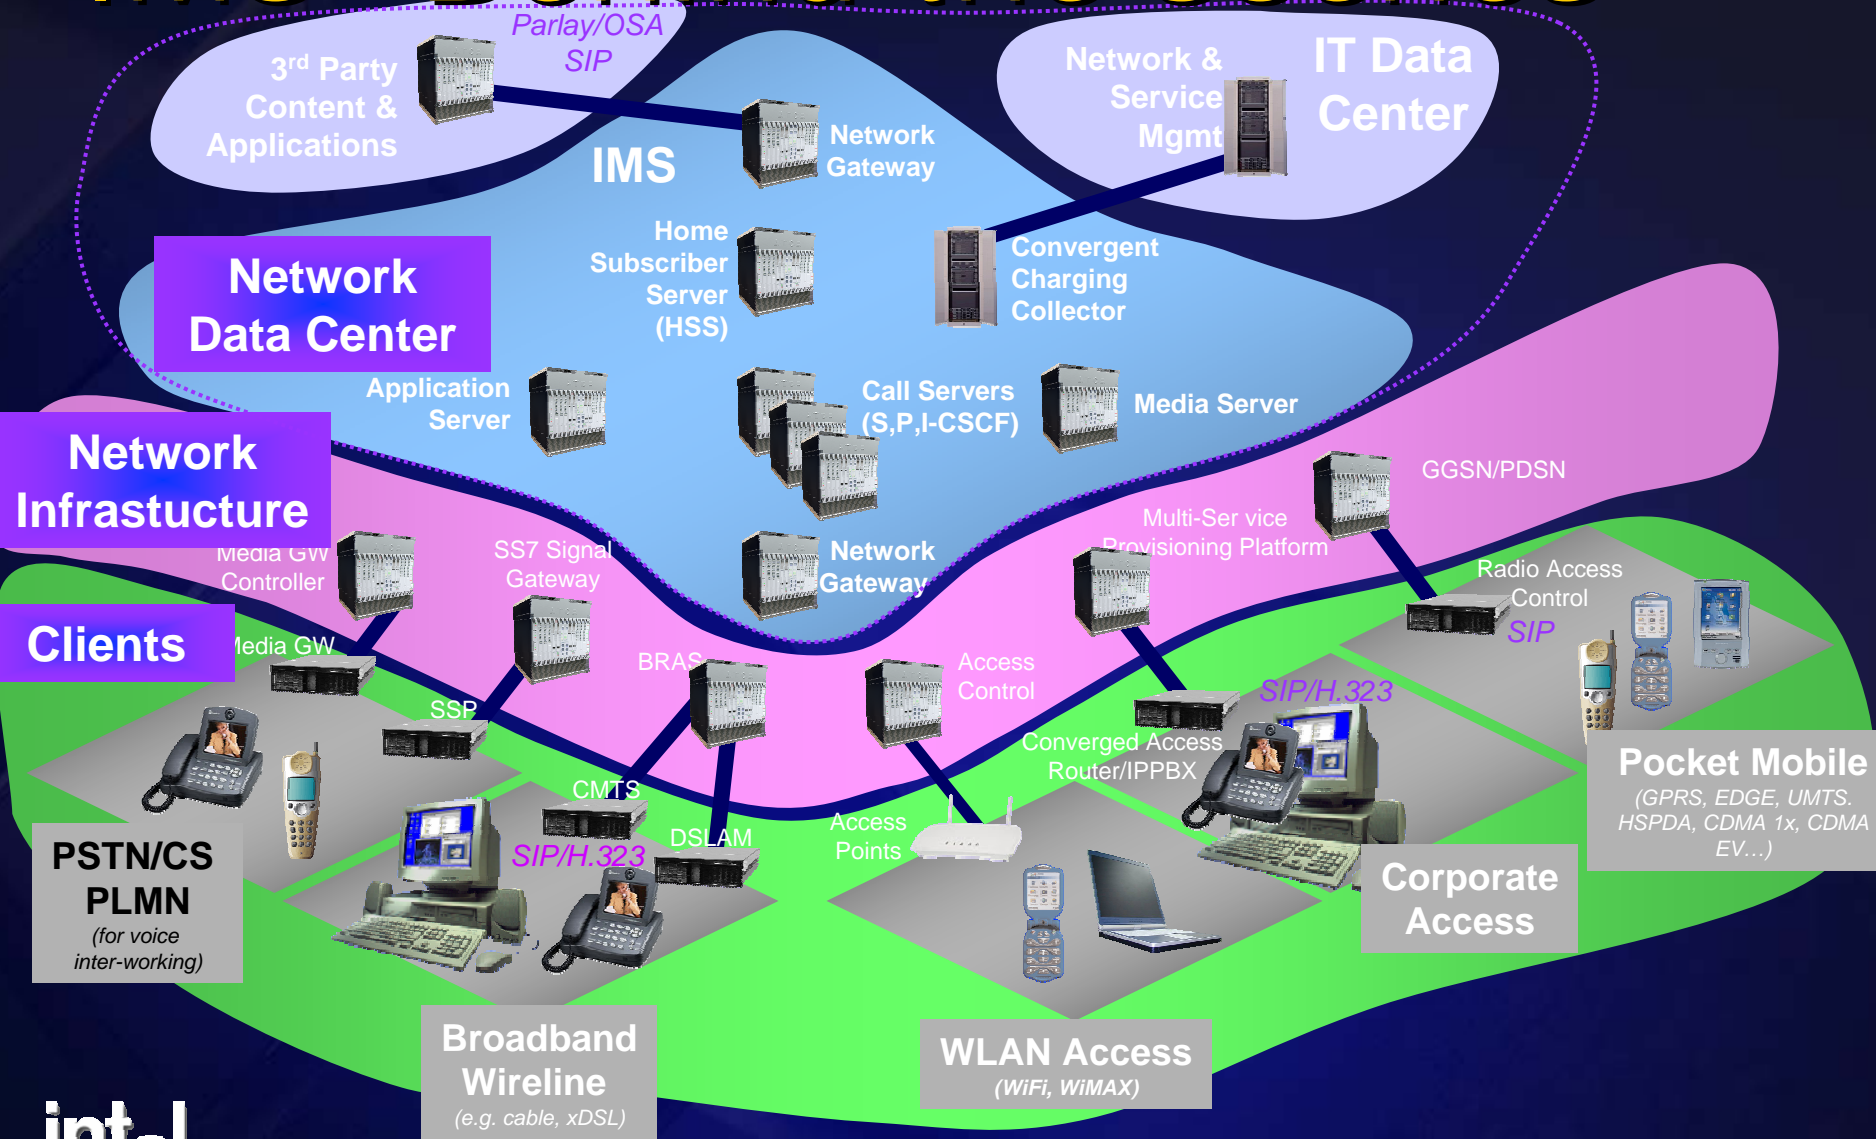 Parlay/OSA
SIP
3rd Party
Content &
Applications
Network &
Service
Mgmt
IT Data
Center
IMS
Network
Gateway
Home
Subscriber
Server
(HSS)
Convergent
Charging
Collector
Network
Data Center
Application
Server
Call Servers
(S,P,I-CSCF)
Media Server
Network
Infrastucture
GGSN/PDSN
Multi-Ser vice
Provisioning Platform
Media GW
Controller
SS7 Signal
Gateway
Network
Gateway
Radio Access
Control
SIP
Clients
Media GW
BRAS
Access
Control
SSP
SIP/H.323
Converged Access
Router/IPPBX
CMTS
DSLAM
SIP/H.323
Access
Points
Pocket Mobile
(GPRS, EDGE, UMTS.
HSPDA, CDMA 1x, CDMA
EV...)
PSTN/CS
PLMN
(for voice
inter-working)
Corporate
Access
Broadband
Wireline
(e.g. cable, xDSL)
WLAN Access
(WiFi, WiMAX)
intel